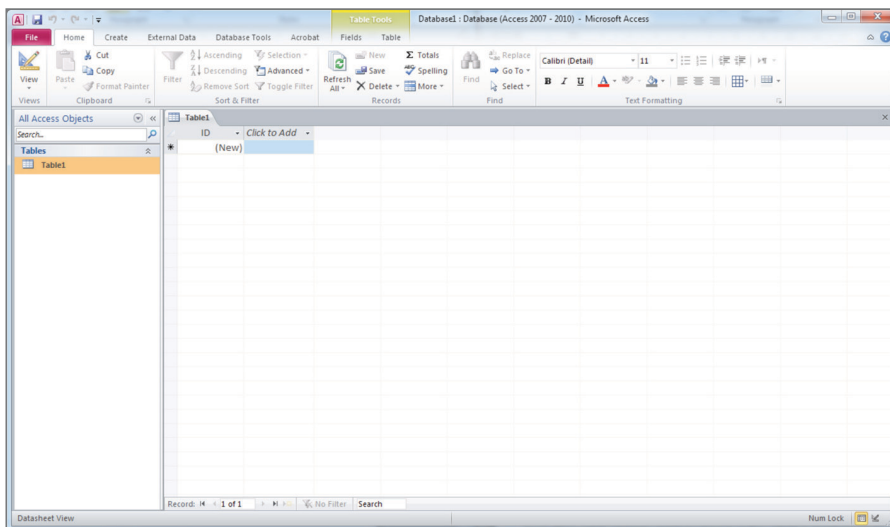 A
Table Tools
Database1 : Database (Access 2007 - 2010) - Microsoft Access
File Home Create External Data Database Tools Acrobat Fields Table
View
Views
Paste
Cut
Copy
Format Painter
Clipboard
Filter
Ascending
Descending
Remove Sort
Selection
Advanced
Toggle Filter
Sort & Filter
Refresh
All
New
Save
Delete
Σ Totals
Spelling
More
Records
Find
Replace
Go To
Select
Find
Calibri (Detail) 11
B I U A
Text Formatting
All Access Objects
Search...
Tables
Table1
Table1
ID Click to Add
(New)
Record: 1 of 1 No Filter Search
Datasheet View Num Lock